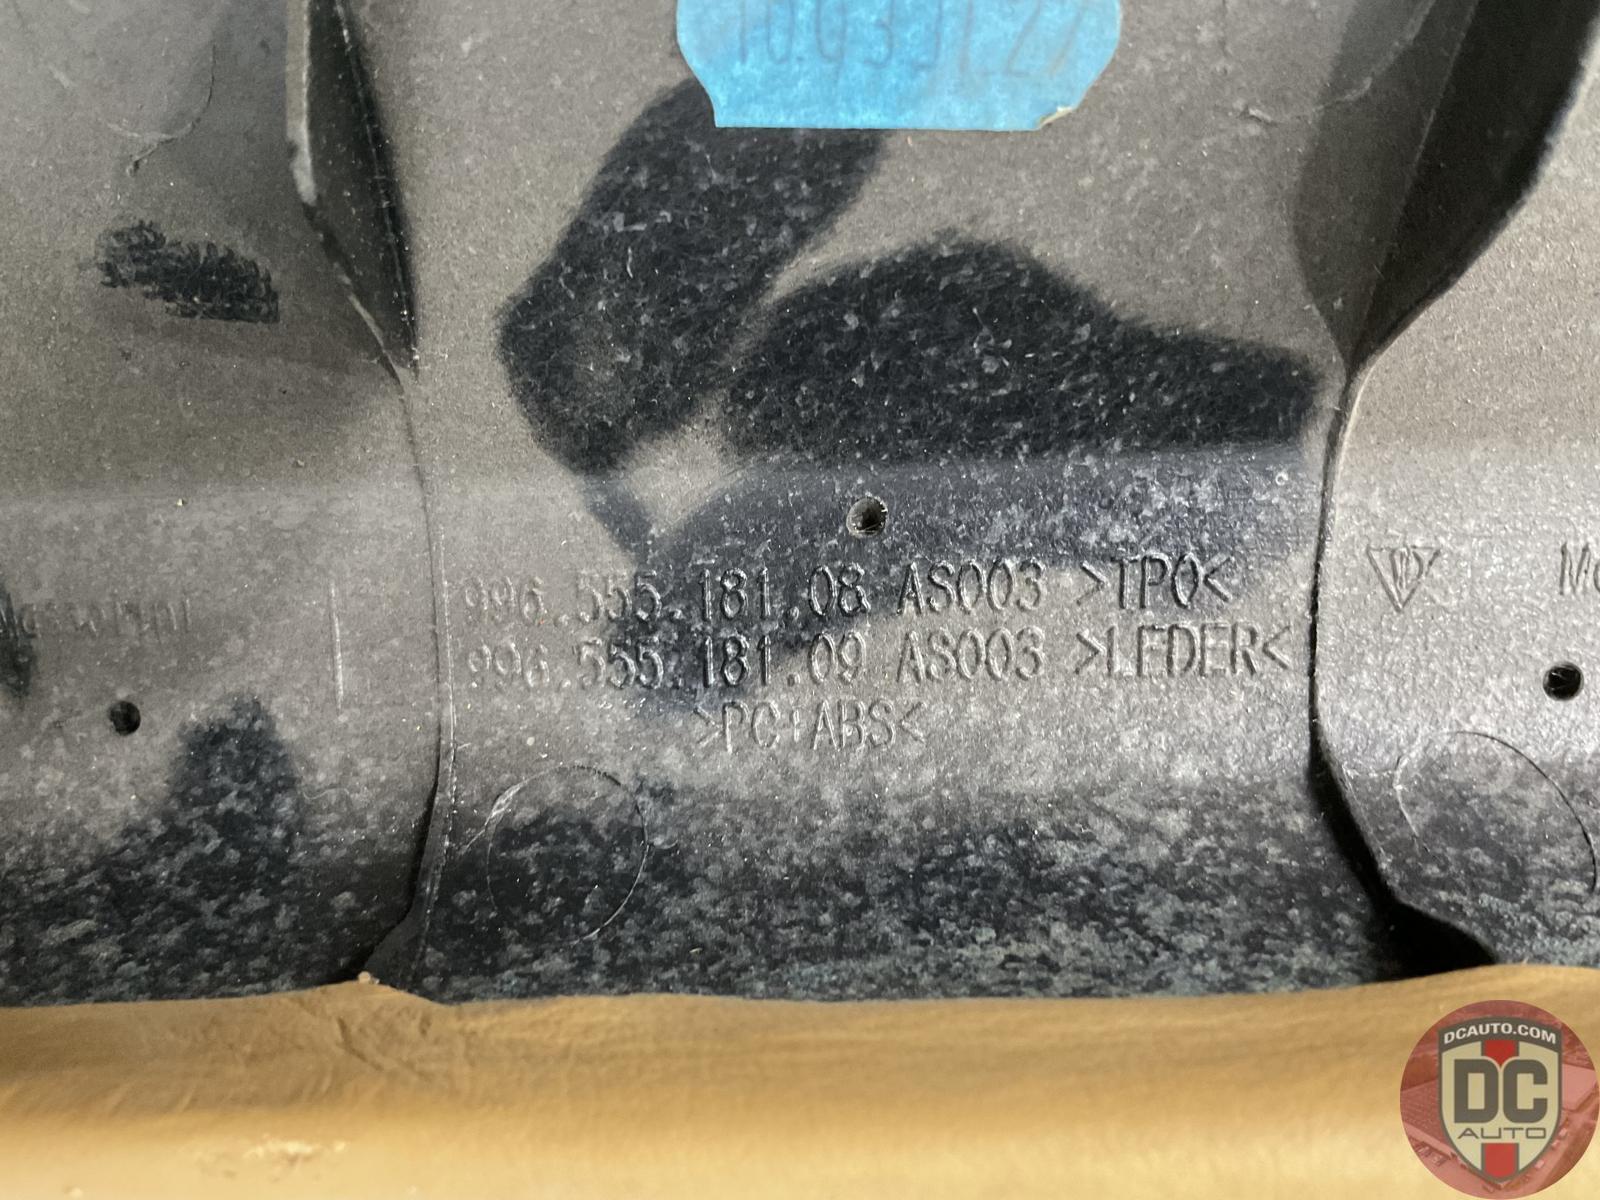 996.555.181.08 AS003 >TPO<
996.555.181.09 AS003 >LEDER<
>PC+ABS<
DCAUTO.COM
DC
AUTO